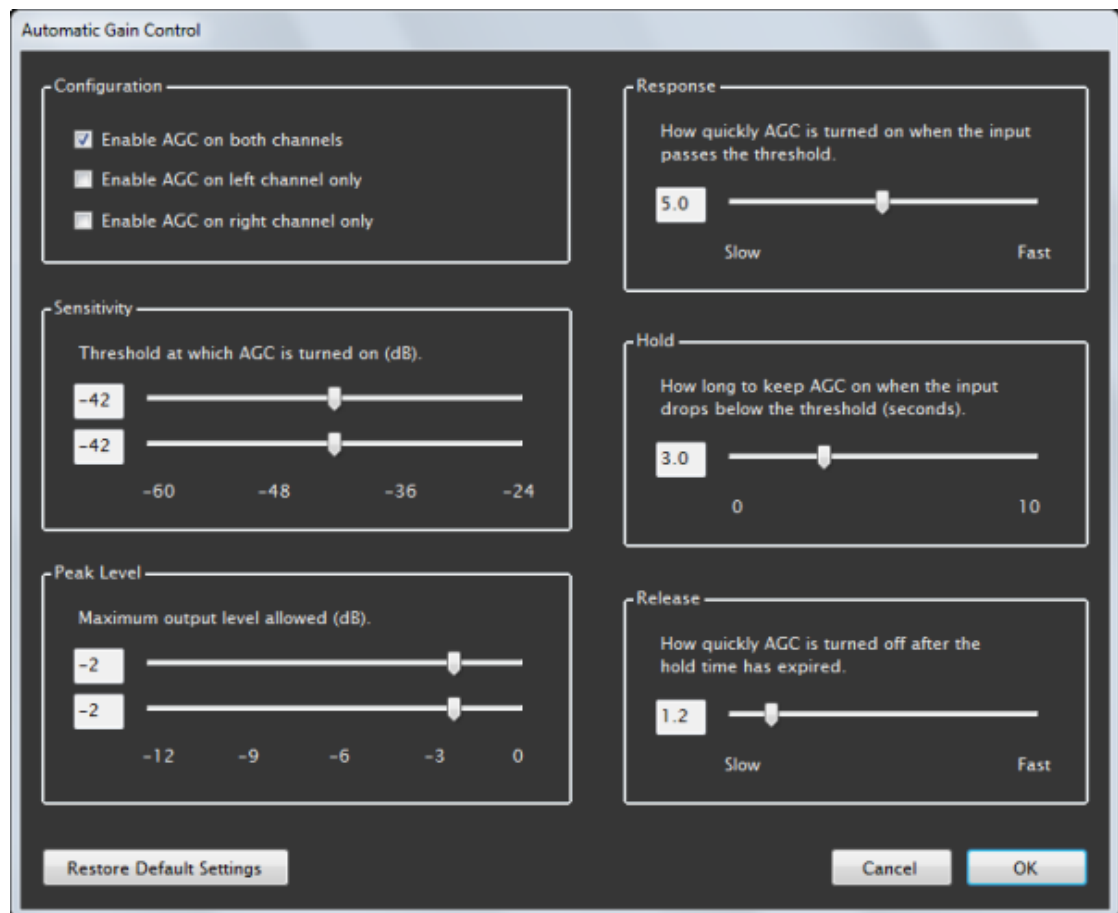 Automatic Gain Control
Configuration
Enable AGC on both channels
Enable AGC on left channel only
Enable AGC on right channel only
Sensitivity
Threshold at which AGC is turned on (dB).
-42
-42
-60 -48 -36 -24
Peak Level
Maximum output level allowed (dB).
-2
-2
-12 -9 -6 -3 0
Response
How quickly AGC is turned on when the input
passes the threshold.
5.0
Slow Fast
Hold
How long to keep AGC on when the input
drops below the threshold (seconds).
3.0
0 10
Release
How quickly AGC is turned off after the
hold time has expired.
1.2
Slow Fast
Restore Default Settings
Cancel
OK